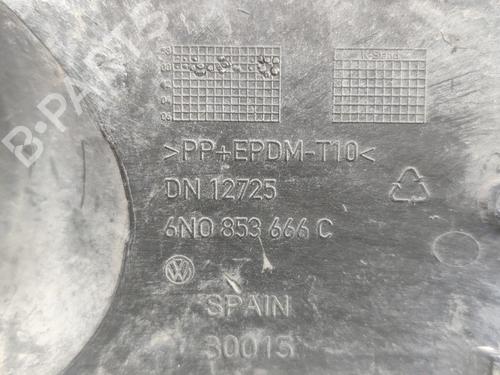 >PP+EPDM-T10<
DN 12725
6N0 853 666 C
SPAIN
30015
B-PARTS